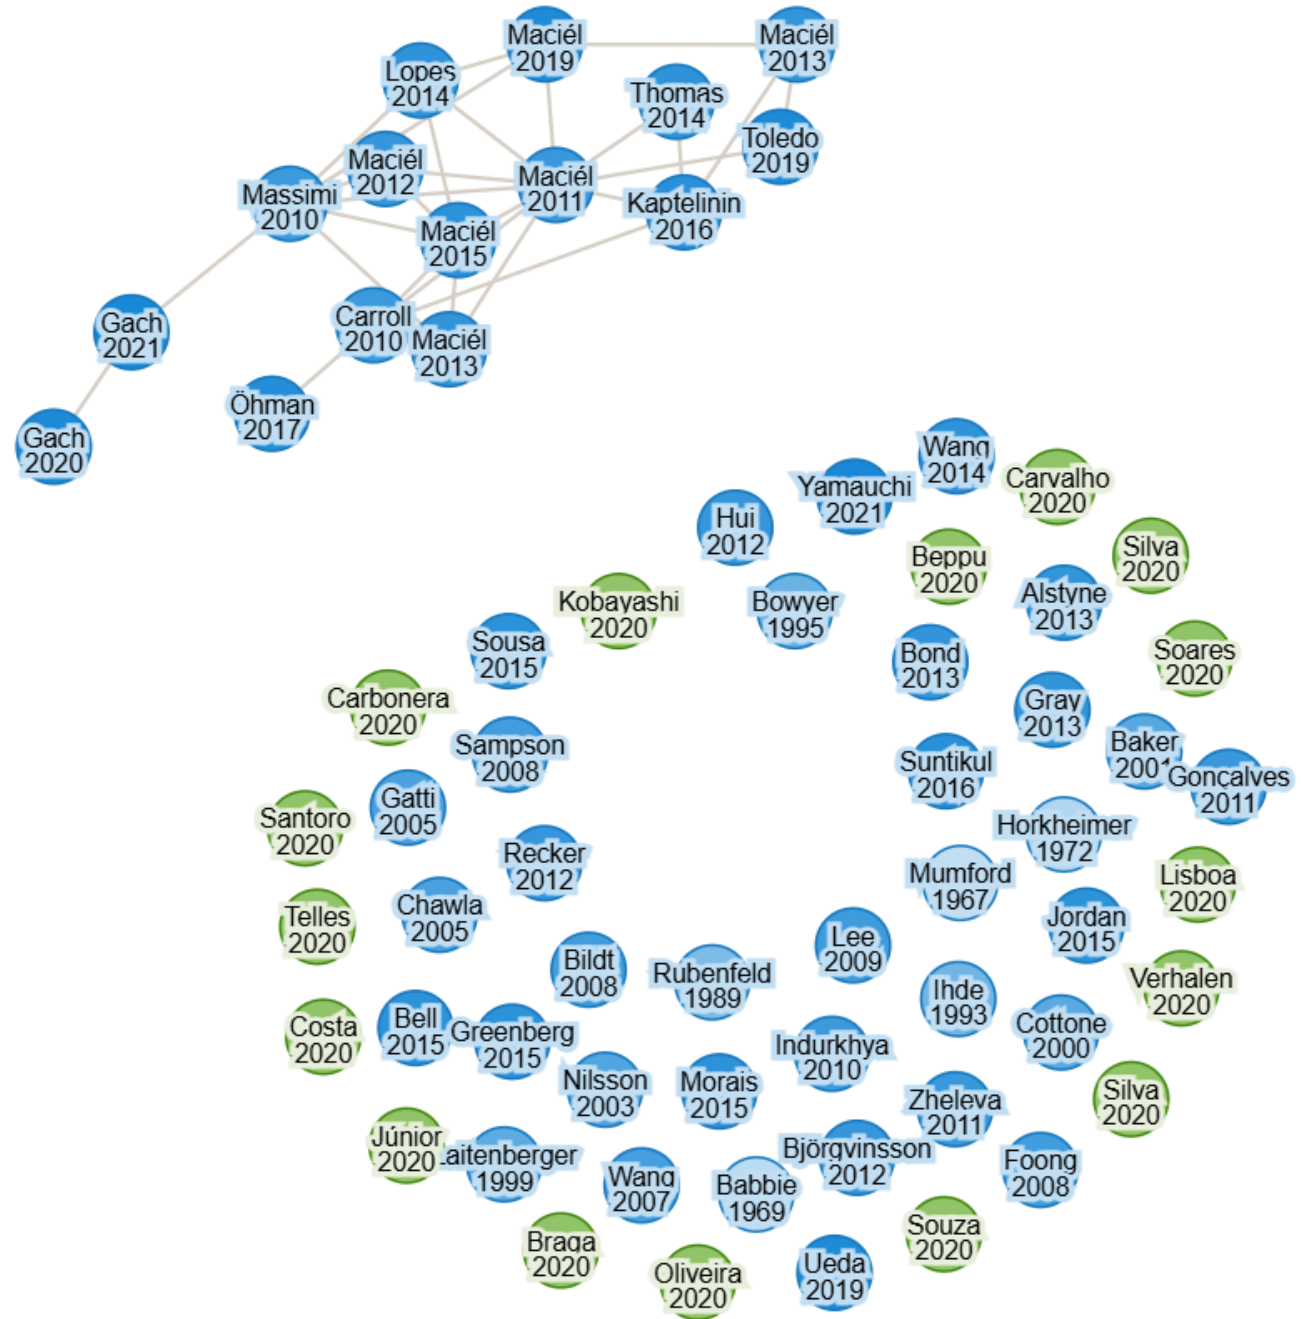 Maciél
2019
Maciél
2013
Lopes
2014
Thomas
2014
Toledo
2019
Maciél
2012
Maciél
2011
Massimi
2010
Kaptelinin
2016
Maciél
2015
Gach
2021
Carroll
2010
Maciél
2013
Öhman
2017
Gach
2020
Wang
2014
Carvalho
2020
Yamauchi
2021
Hui
2012
Silva
2020
Beppu
2020
Alstyne
2013
Kobayashi
2020
Bowyer
1995
Sousa
2015
Bond
2013
Soares
2020
Carbonera
2020
Gray
2013
Sampson
2008
Baker
2001
Suntikul
2016
Gonçalves
2011
Gatti
2005
Santoro
2020
Horkheimer
1972
Recker
2012
Mumford
1967
Lisboa
2020
Chawla
2005
Telles
2020
Jordan
2015
Lee
2009
Bildt
2008
Rubenfeld
1989
Verhalen
2020
Ihde
1993
Bell
2015
Greenberg
2015
Costa
2020
Cottone
2000
Indurkhya
2010
Nilsson
2003
Morais
2015
Silva
2020
Zheleva
2011
Júnior
2020
Laitenberger
1999
Björgvinsson
2012
Foong
2008
Wang
2007
Babbie
1969
Souza
2020
Braga
2020
Oliveira
2020
Ueda
2019